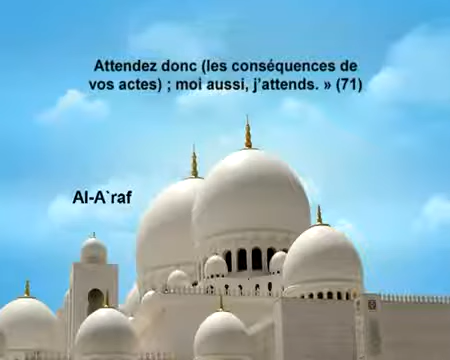 Attendez donc (les conséquences de
vos actes) ; moi aussi, j’attends. » (71)
Al-A`raf